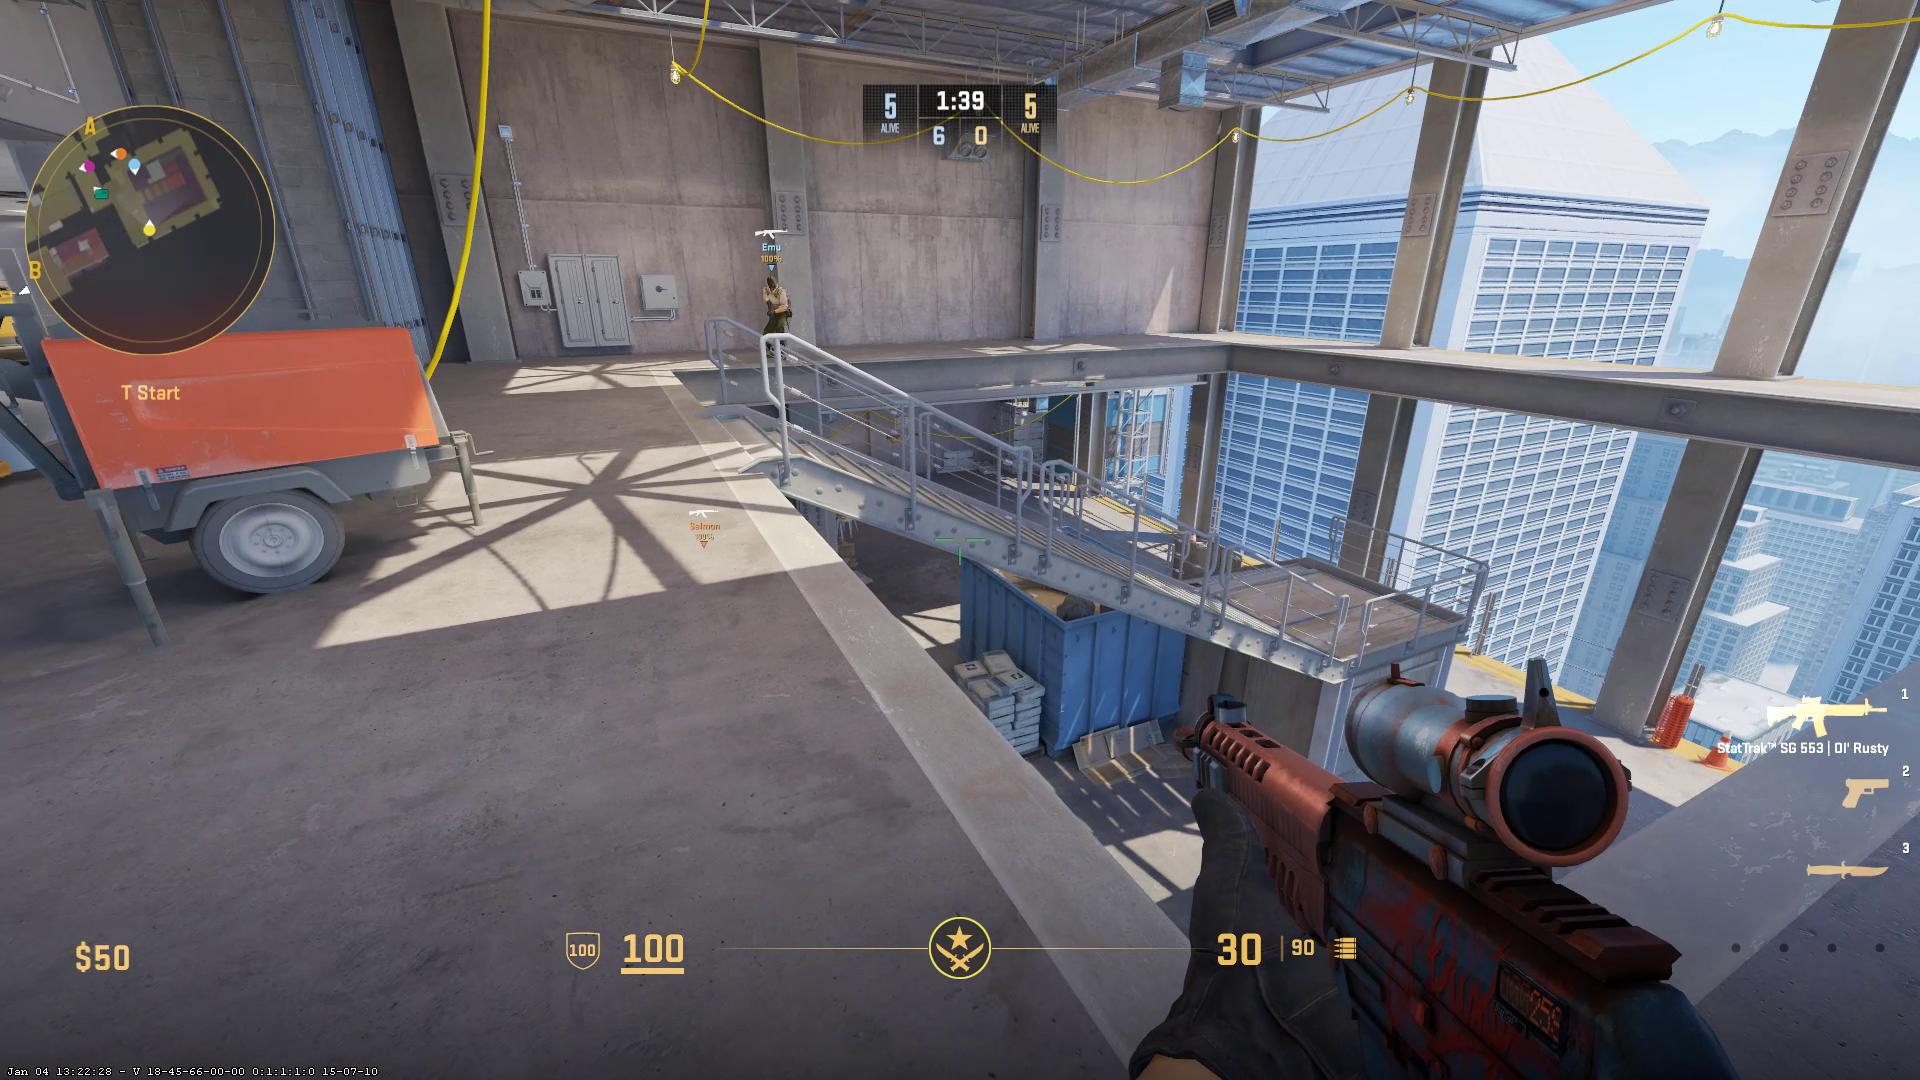 5
ALIVE
1:39
5
ALIVE
6
0
A
B
T Start
Emu
100%
Salmon
100%
1
StatTrak™ SG 553 | Ol' Rusty
2
3
$50
100
100
30
90
Jan 04 13:22:28 - V 18-45-66-00-00 0:1:1:1:0 15-07-10